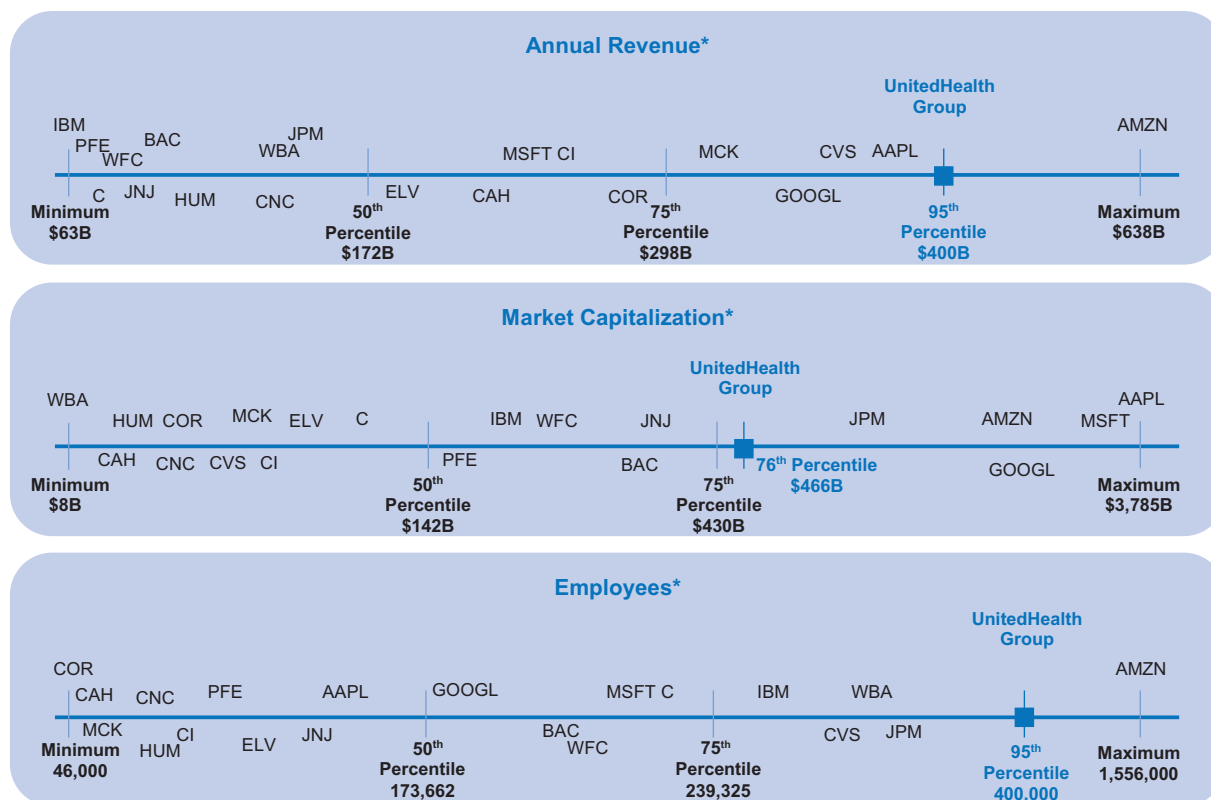 Annual Revenue*
UnitedHealth
Group
IBM
PFE
WFC
BAC
WBA
JPM
MSFT CI
MCK
CVS
AAPL
AMZN
C
JNJ
HUM
CNC
ELV
CAH
COR
GOOGL
Minimum
$63B
50th
Percentile
$172B
75th
Percentile
$298B
95th
Percentile
$400B
Maximum
$638B
Market Capitalization*
UnitedHealth
Group
WBA
HUM COR
MCK
ELV
C
IBM
WFC
JNJ
JPM
AMZN
MSFT
AAPL
CAH
CNC
CVS
CI
PFE
BAC
GOOGL
Minimum
$8B
50th
Percentile
$142B
75th
Percentile
$430B
76th Percentile
$466B
Maximum
$3,785B
Employees*
UnitedHealth
Group
COR
CAH
CNC
PFE
AAPL
GOOGL
MSFT C
IBM
WBA
AMZN
MCK
HUM
CI
ELV
JNJ
BAC
WFC
CVS
JPM
Minimum
46,000
50th
Percentile
173,662
75th
Percentile
239,325
95th
Percentile
400,000
Maximum
1,556,000